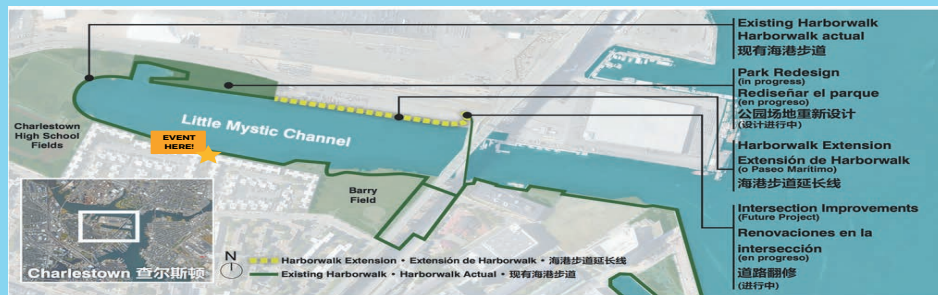 Existing Harborwalk
Harborwalk actual
现有海港步道
Park Redesign
(in progress)
Rediseñar el parque
(en progreso)
公园场地重新设计
(设计进行中)
Harborwalk Extension
Extensión de Harborwalk
(o Paseo Marítimo)
海港步道延长线
Intersection Improvements
(Future Project)
Renovaciones en la
intersección
(en progreso)
道路翻修
(进行中)
Little Mystic Channel
Charlestown
High School
Fields
EVENT
HERE!
Barry
Field
Charlestown 查尔斯顿
N
Harborwalk Extension • Extensión de Harborwalk • 海港步道延长线
Existing Harborwalk • Harborwalk Actual • 现有海港步道